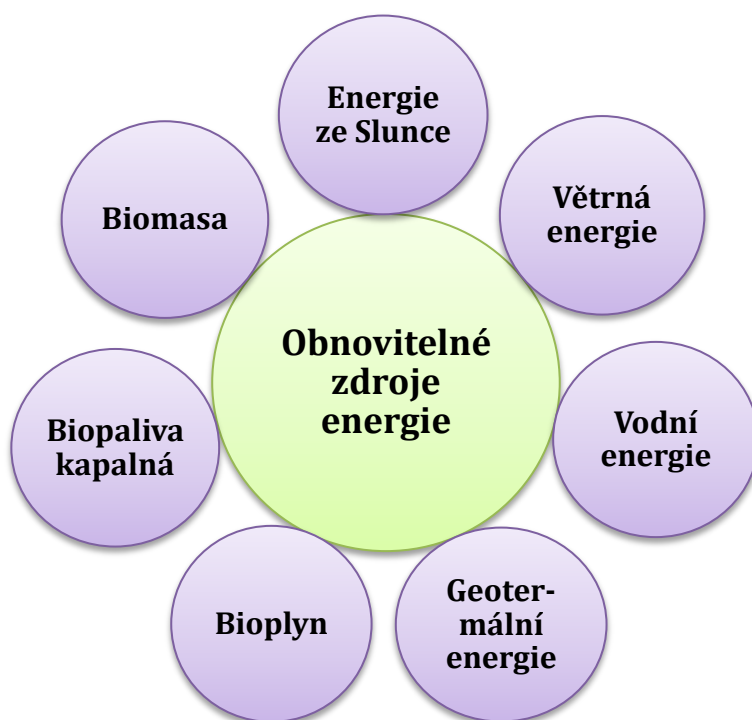 Energie
ze Slunce
Větrná
energie
Vodní
energie
Geoter-
mální
energie
Bioplyn
Biopaliva
kapalná
Biomasa
Obnovitelné
zdroje
energie